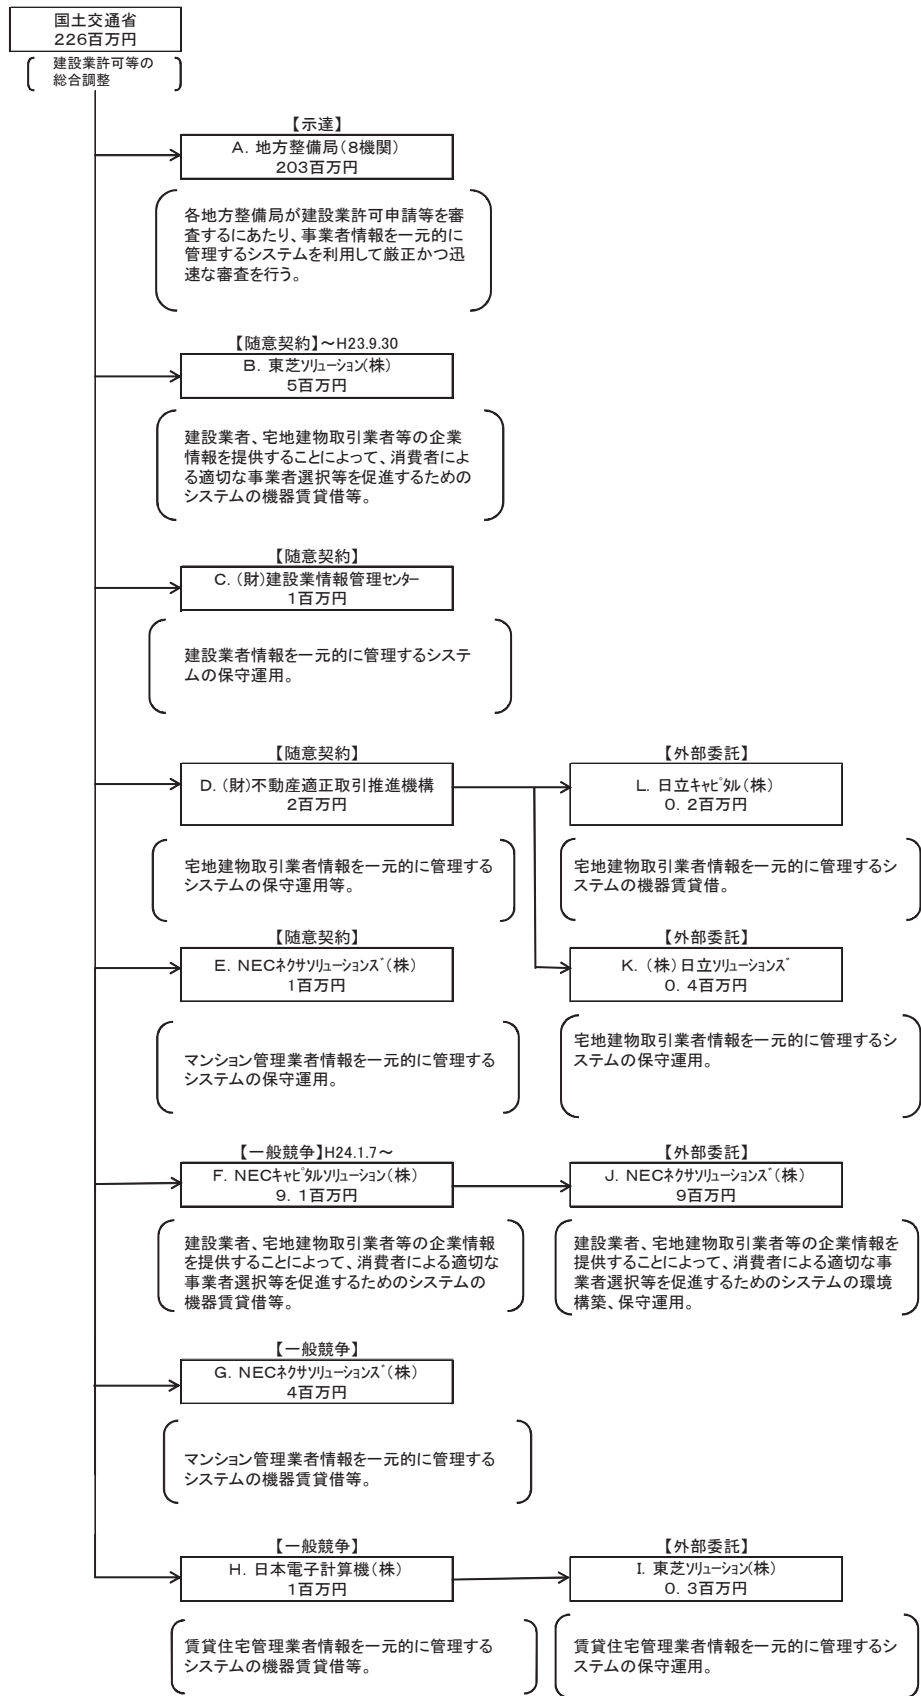 国土交通省
226百万円
建設業許可等の
総合調整
【示達】
A．地方整備局（8機関）
203百万円
各地方整備局が建設業許可申請等を審
査するにあたり、事業者情報を一元的に
管理するシステムを利用して厳正かつ迅
速な審査を行う。
【随意契約】～H23.9.30
B．東芝ｿﾘｭｰｼｮﾝ(株)
5百万円
建設業者、宅地建物取引業者等の企業
情報を提供することによって、消費者によ
る適切な事業者選択等を促進するための
システムの機器賃貸借等。
【随意契約】
C．（財）建設業情報管理ｾﾝﾀｰ
1百万円
建設業者情報を一元的に管理するシステ
ムの保守運用。
【随意契約】
D．（財）不動産適正取引推進機構
2百万円
宅地建物取引業者情報を一元的に管理する
システムの保守運用等。
【外部委託】
L．日立ｷｬﾋﾟﾀﾙ（株）
0．2百万円
宅地建物取引業者情報を一元的に管理するシ
ステムの機器賃貸借。
【随意契約】
E．NECﾈｸｻｿﾘｭｰｼｮﾝｽﾞ（株）
1百万円
マンション管理業者情報を一元的に管理する
システムの保守運用。
【外部委託】
K．（株）日立ｿﾘｭｰｼｮﾝｽﾞ
0．4百万円
宅地建物取引業者情報を一元的に管理するシ
ステムの保守運用。
【一般競争】H24.1.7～
F．NECｷｬﾋﾟﾀﾙｿﾘｭｰｼｮﾝ（株）
9．1百万円
建設業者、宅地建物取引業者等の企業情報
を提供することによって、消費者による適切な
事業者選択等を促進するためのシステムの
機器賃貸借等。
【外部委託】
J．NECﾈｸｻｿﾘｭｰｼｮﾝｽﾞ（株）
9百万円
建設業者、宅地建物取引業者等の企業情報を
提供することによって、消費者による適切な事
業者選択等を促進するためのシステムの環境
構築、保守運用。
【一般競争】
G．NECﾈｸｻｿﾘｭｰｼｮﾝｽﾞ（株）
4百万円
マンション管理業者情報を一元的に管理する
システムの機器賃貸借等。
【一般競争】
H．日本電子計算機（株）
1百万円
賃貸住宅管理業者情報を一元的に管理する
システムの機器賃貸借等。
【外部委託】
I．東芝ｿﾘｭｰｼｮﾝ(株)
0．3百万円
賃貸住宅管理業者情報を一元的に管理するシ
ステムの保守運用。